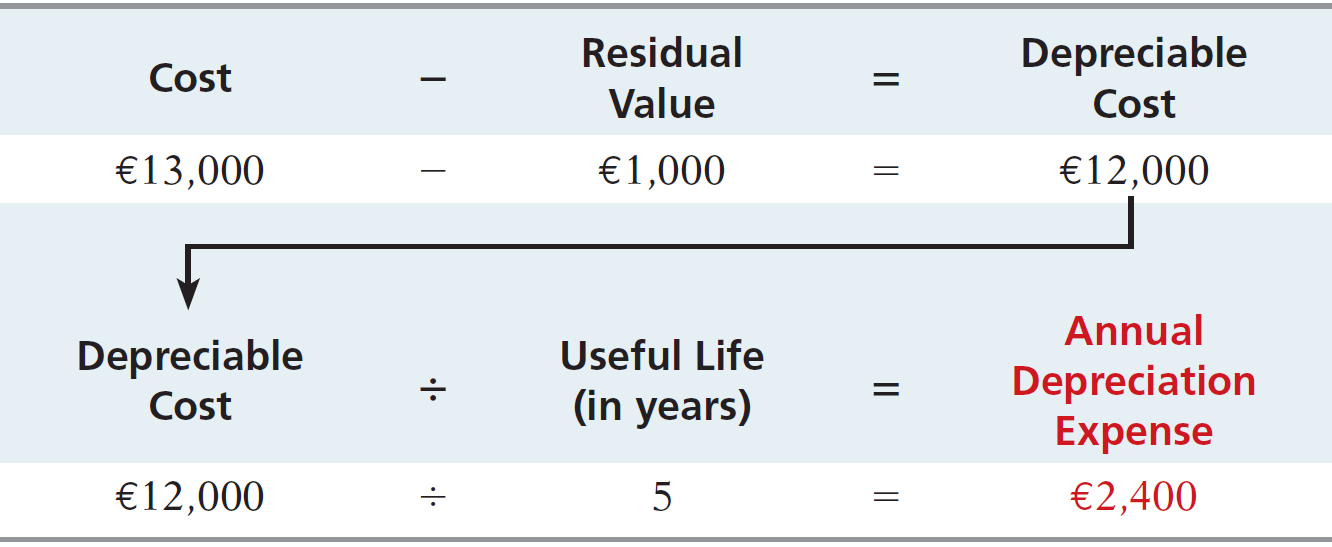 Cost − Residual Value = Depreciable Cost
€13,000 − €1,000 = €12,000
Depreciable Cost ÷ Useful Life (in years) = Annual Depreciation Expense
€12,000 ÷ 5 = €2,400